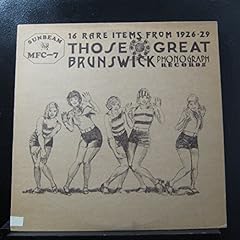 16 RARE ITEMS FROM 1926-29
SUNBEAM
MFC-7
THOSE GREAT
BRUNSWICK PHONOGRAPH
RECORDS